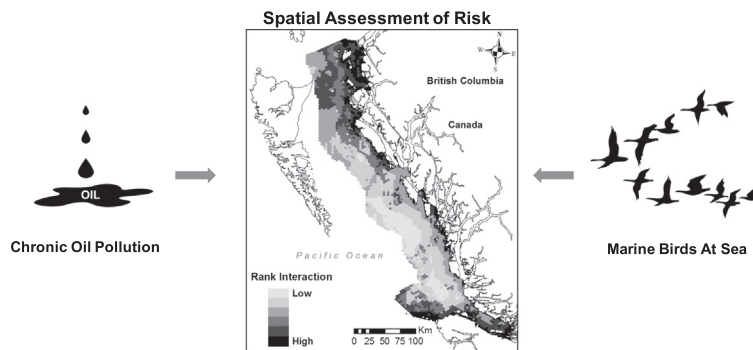 Spatial Assessment of Risk
N
W
E
S
British Columbia
Canada
OIL
Chronic Oil Pollution
Marine Birds At Sea
Pacific Ocean
Rank Interaction
Low
High
Km
0 25 50 75 100